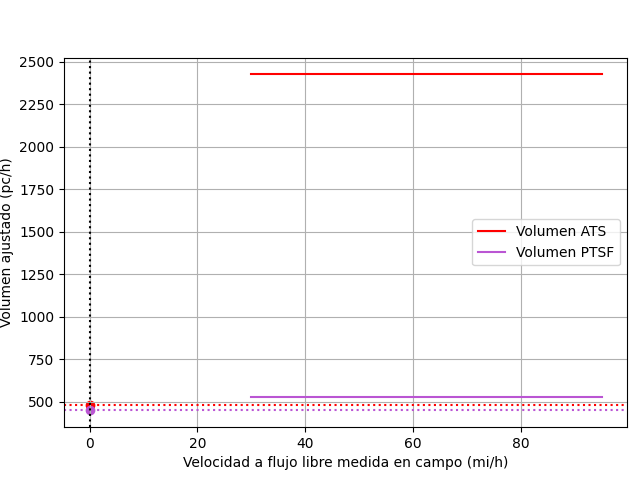 2500
2250
2000
1750
1500
1250
1000
750
500
Volumen ajustado (pc/h)
Volumen ATS
Volumen PTSF
0 20 40 60 80
Velocidad a flujo libre medida en campo (mi/h)